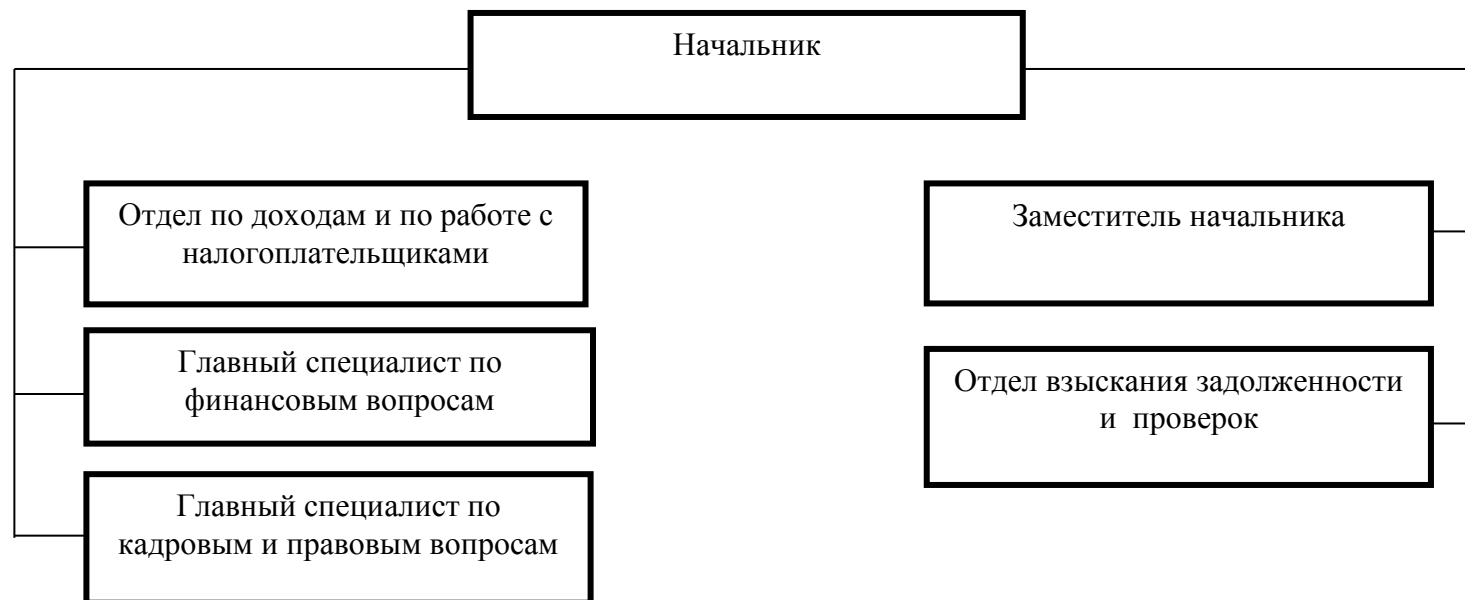 Начальник
Отдел по доходам и по работе с
налогоплательщиками
Заместитель начальника
Главный специалист по
финансовым вопросам
Отдел взыскания задолженности
и проверок
Главный специалист по
кадровым и правовым вопросам